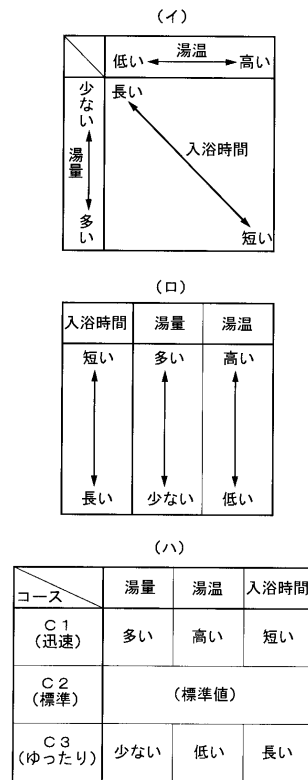 (イ)
湯温
低い 高い
少ない
湯量
多い
長い
入浴時間
短い
(ロ)
入浴時間 湯量 湯温
短い 多い 高い
長い 少ない 低い
(ハ)
コース 湯量 湯温 入浴時間
C1
(迅速) 多い 高い 短い
C2
(標準) (標準値)
C3
(ゆったり) 少ない 低い 長い